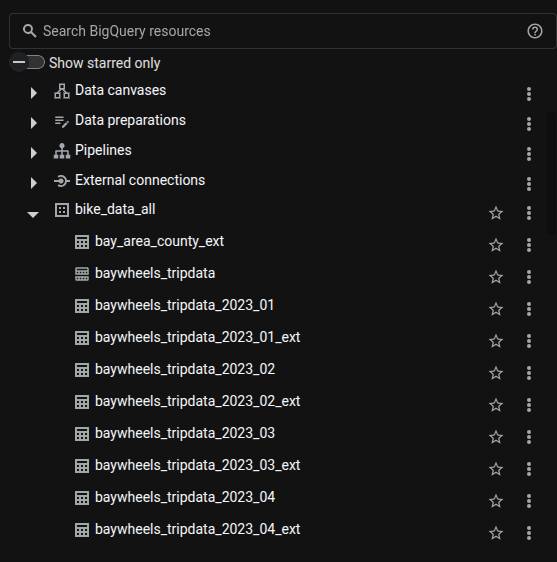 Search BigQuery resources
Show starred only
Data canvases
Data preparations
Pipelines
External connections
bike_data_all
bay_area_county_ext
baywheels_tripdata
baywheels_tripdata_2023_01
baywheels_tripdata_2023_01_ext
baywheels_tripdata_2023_02
baywheels_tripdata_2023_02_ext
baywheels_tripdata_2023_03
baywheels_tripdata_2023_03_ext
baywheels_tripdata_2023_04
baywheels_tripdata_2023_04_ext